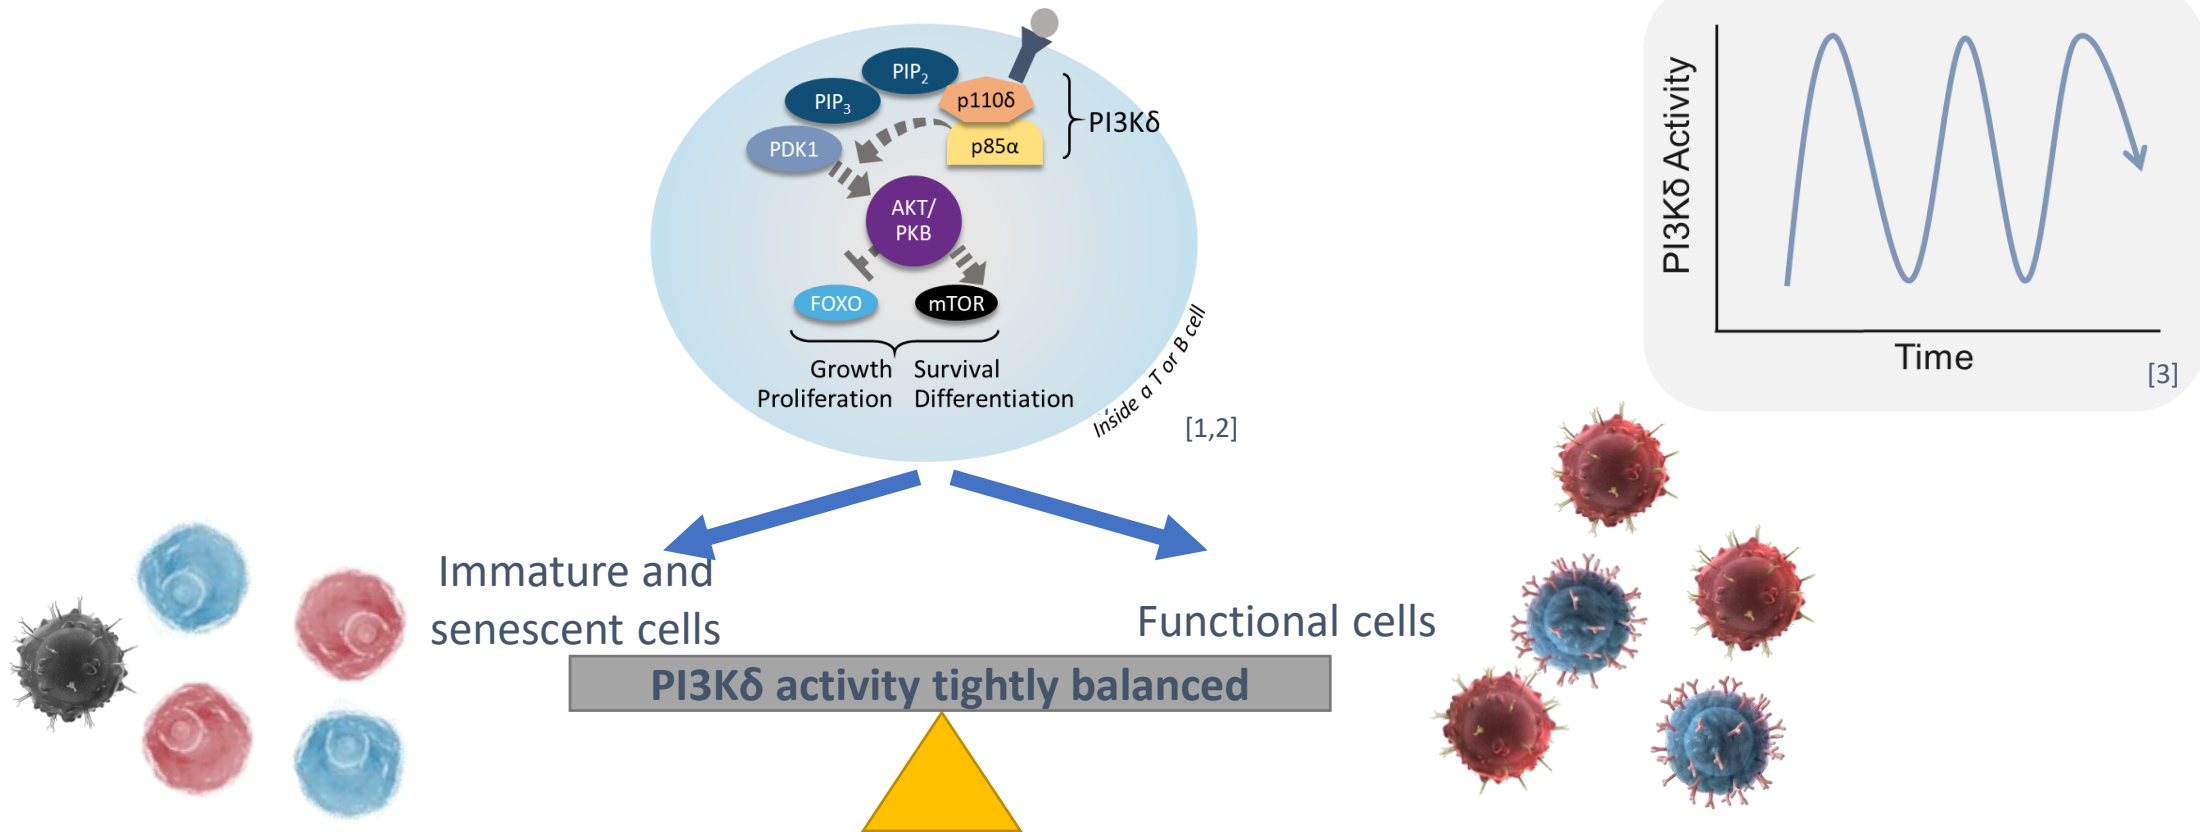 PIP₂
PIP₃
p110δ
PI3Kδ
PDK1
p85α
AKT/
PKB
FOXO
mTOR
Growth Survival
Proliferation Differentiation
Inside a T or B cell
[1,2]
PI3Kδ Activity
Time
[3]
Immature and
senescent cells
Functional cells
PI3Kδ activity tightly balanced